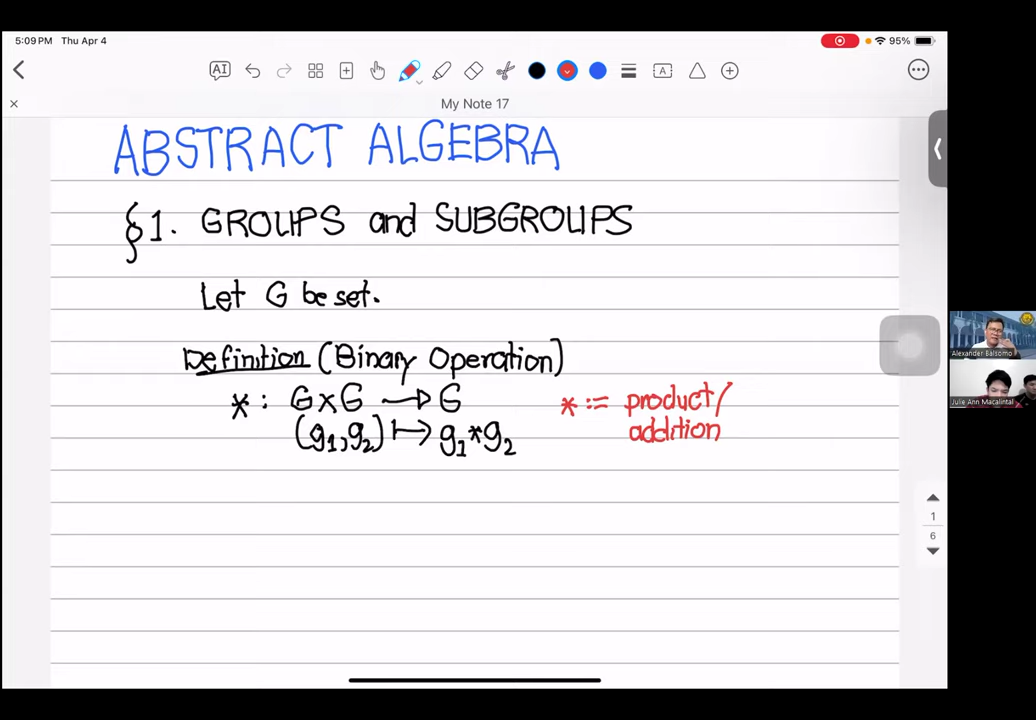 5:09 PM Thu Apr 4
95%
AI
A
My Note 17
ABSTRACT ALGEBRA
§1. GROUPS and SUBGROUPS
Let G be set.
Definition (Binary Operation)
* : G×G → G
(g₁,g₂) ↦ g₁*g₂
* := product/
addition
Alexander Balsomo
Julie Ann Macalintal
1
6